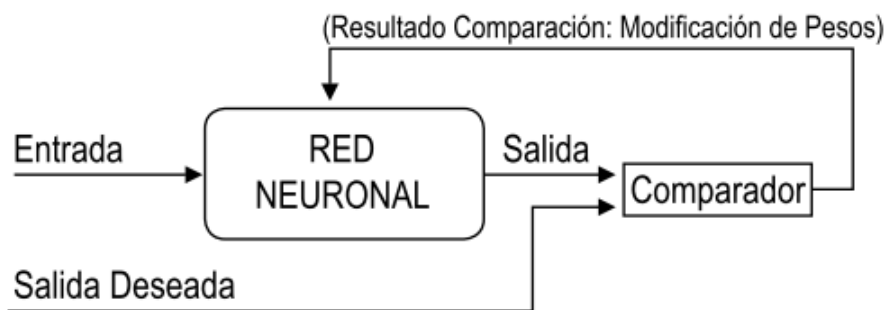 (Resultado Comparación: Modificación de Pesos)
Entrada
RED
NEURONAL
Salida
Comparador
Salida Deseada